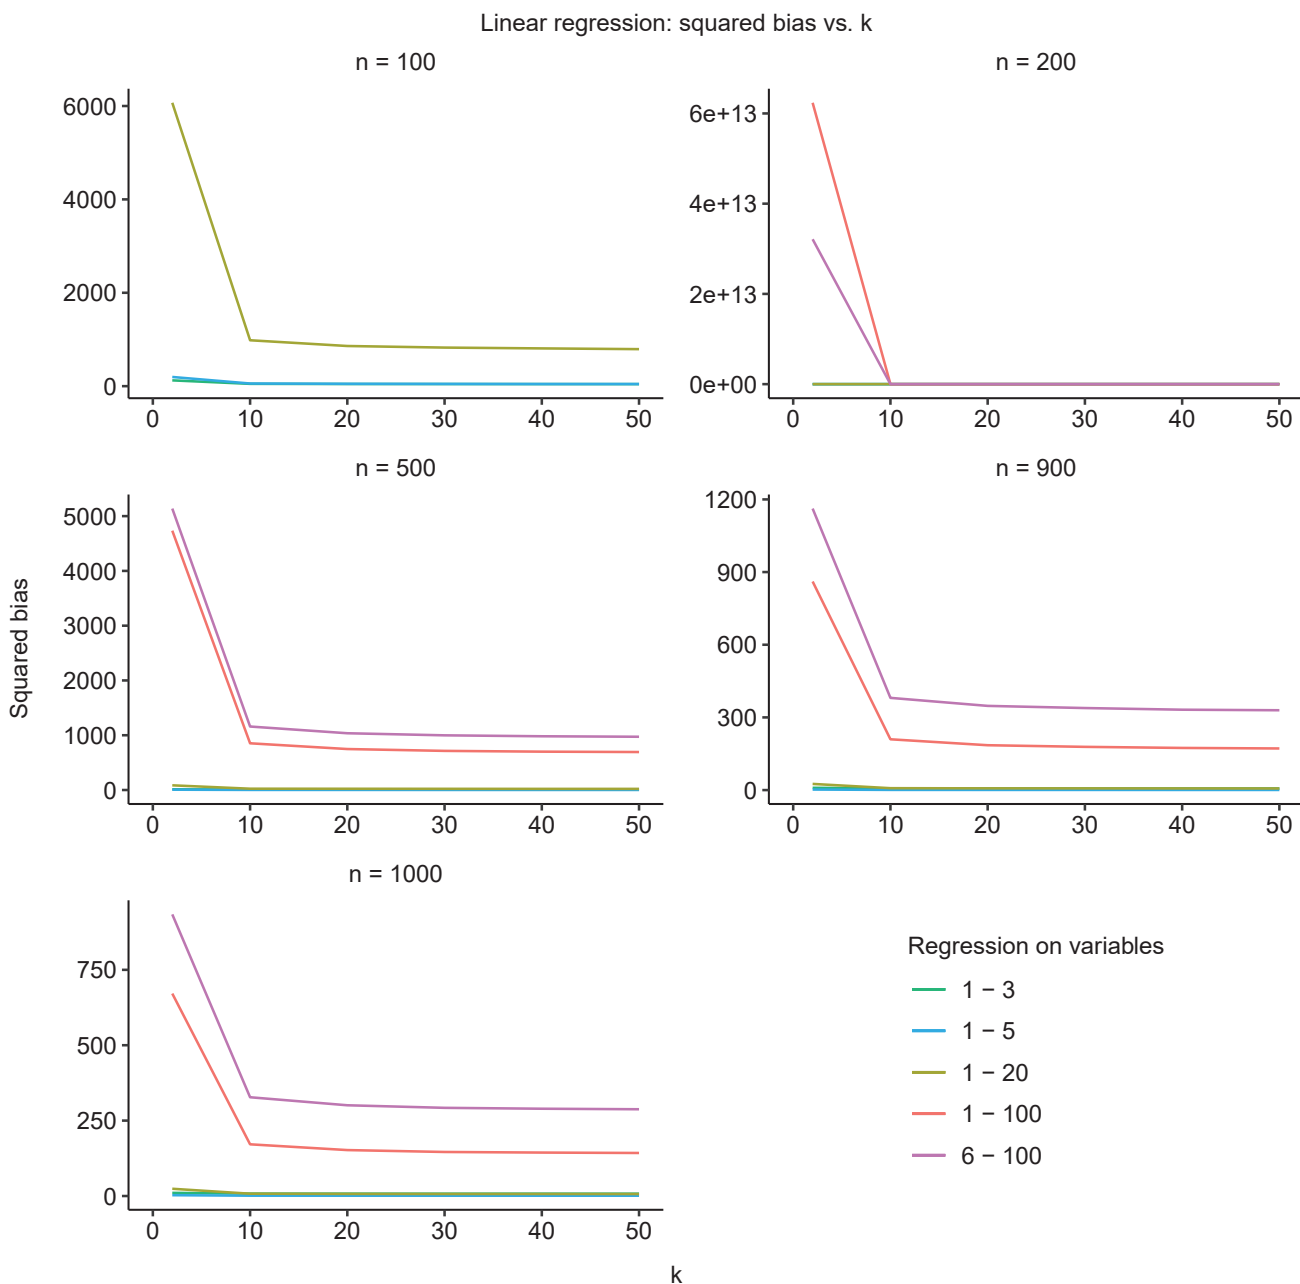 Linear regression: squared bias vs. k
n = 100
6000
4000
2000
0
0 10 20 30 40 50
n = 200
6e+13
4e+13
2e+13
0e+00
0 10 20 30 40 50
n = 500
5000
4000
3000
2000
1000
0
0 10 20 30 40 50
n = 900
1200
900
600
300
0
0 10 20 30 40 50
n = 1000
750
500
250
0
0 10 20 30 40 50
Squared bias
k
Regression on variables
1 − 3
1 − 5
1 − 20
1 − 100
6 − 100